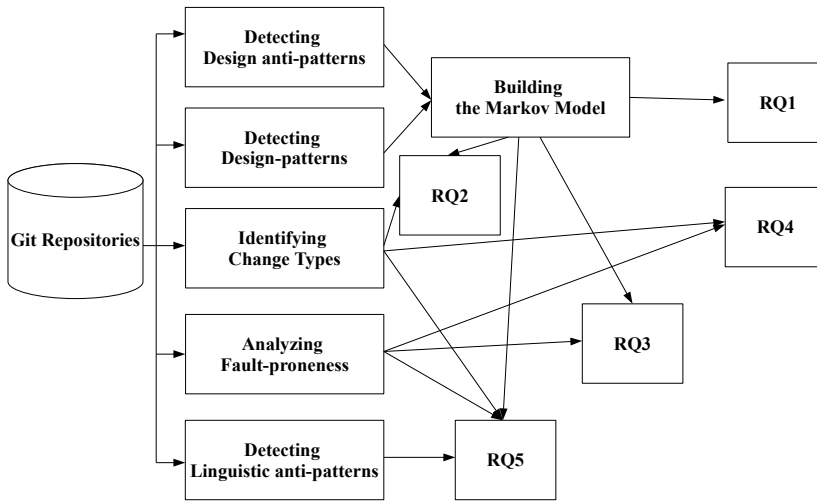 Detecting
Design anti-patterns
Building
the Markov Model
RQ1
Detecting
Design-patterns
RQ2
Git Repositories
Identifying
Change Types
RQ4
Analyzing
Fault-proneness
RQ3
Detecting
Linguistic anti-patterns
RQ5